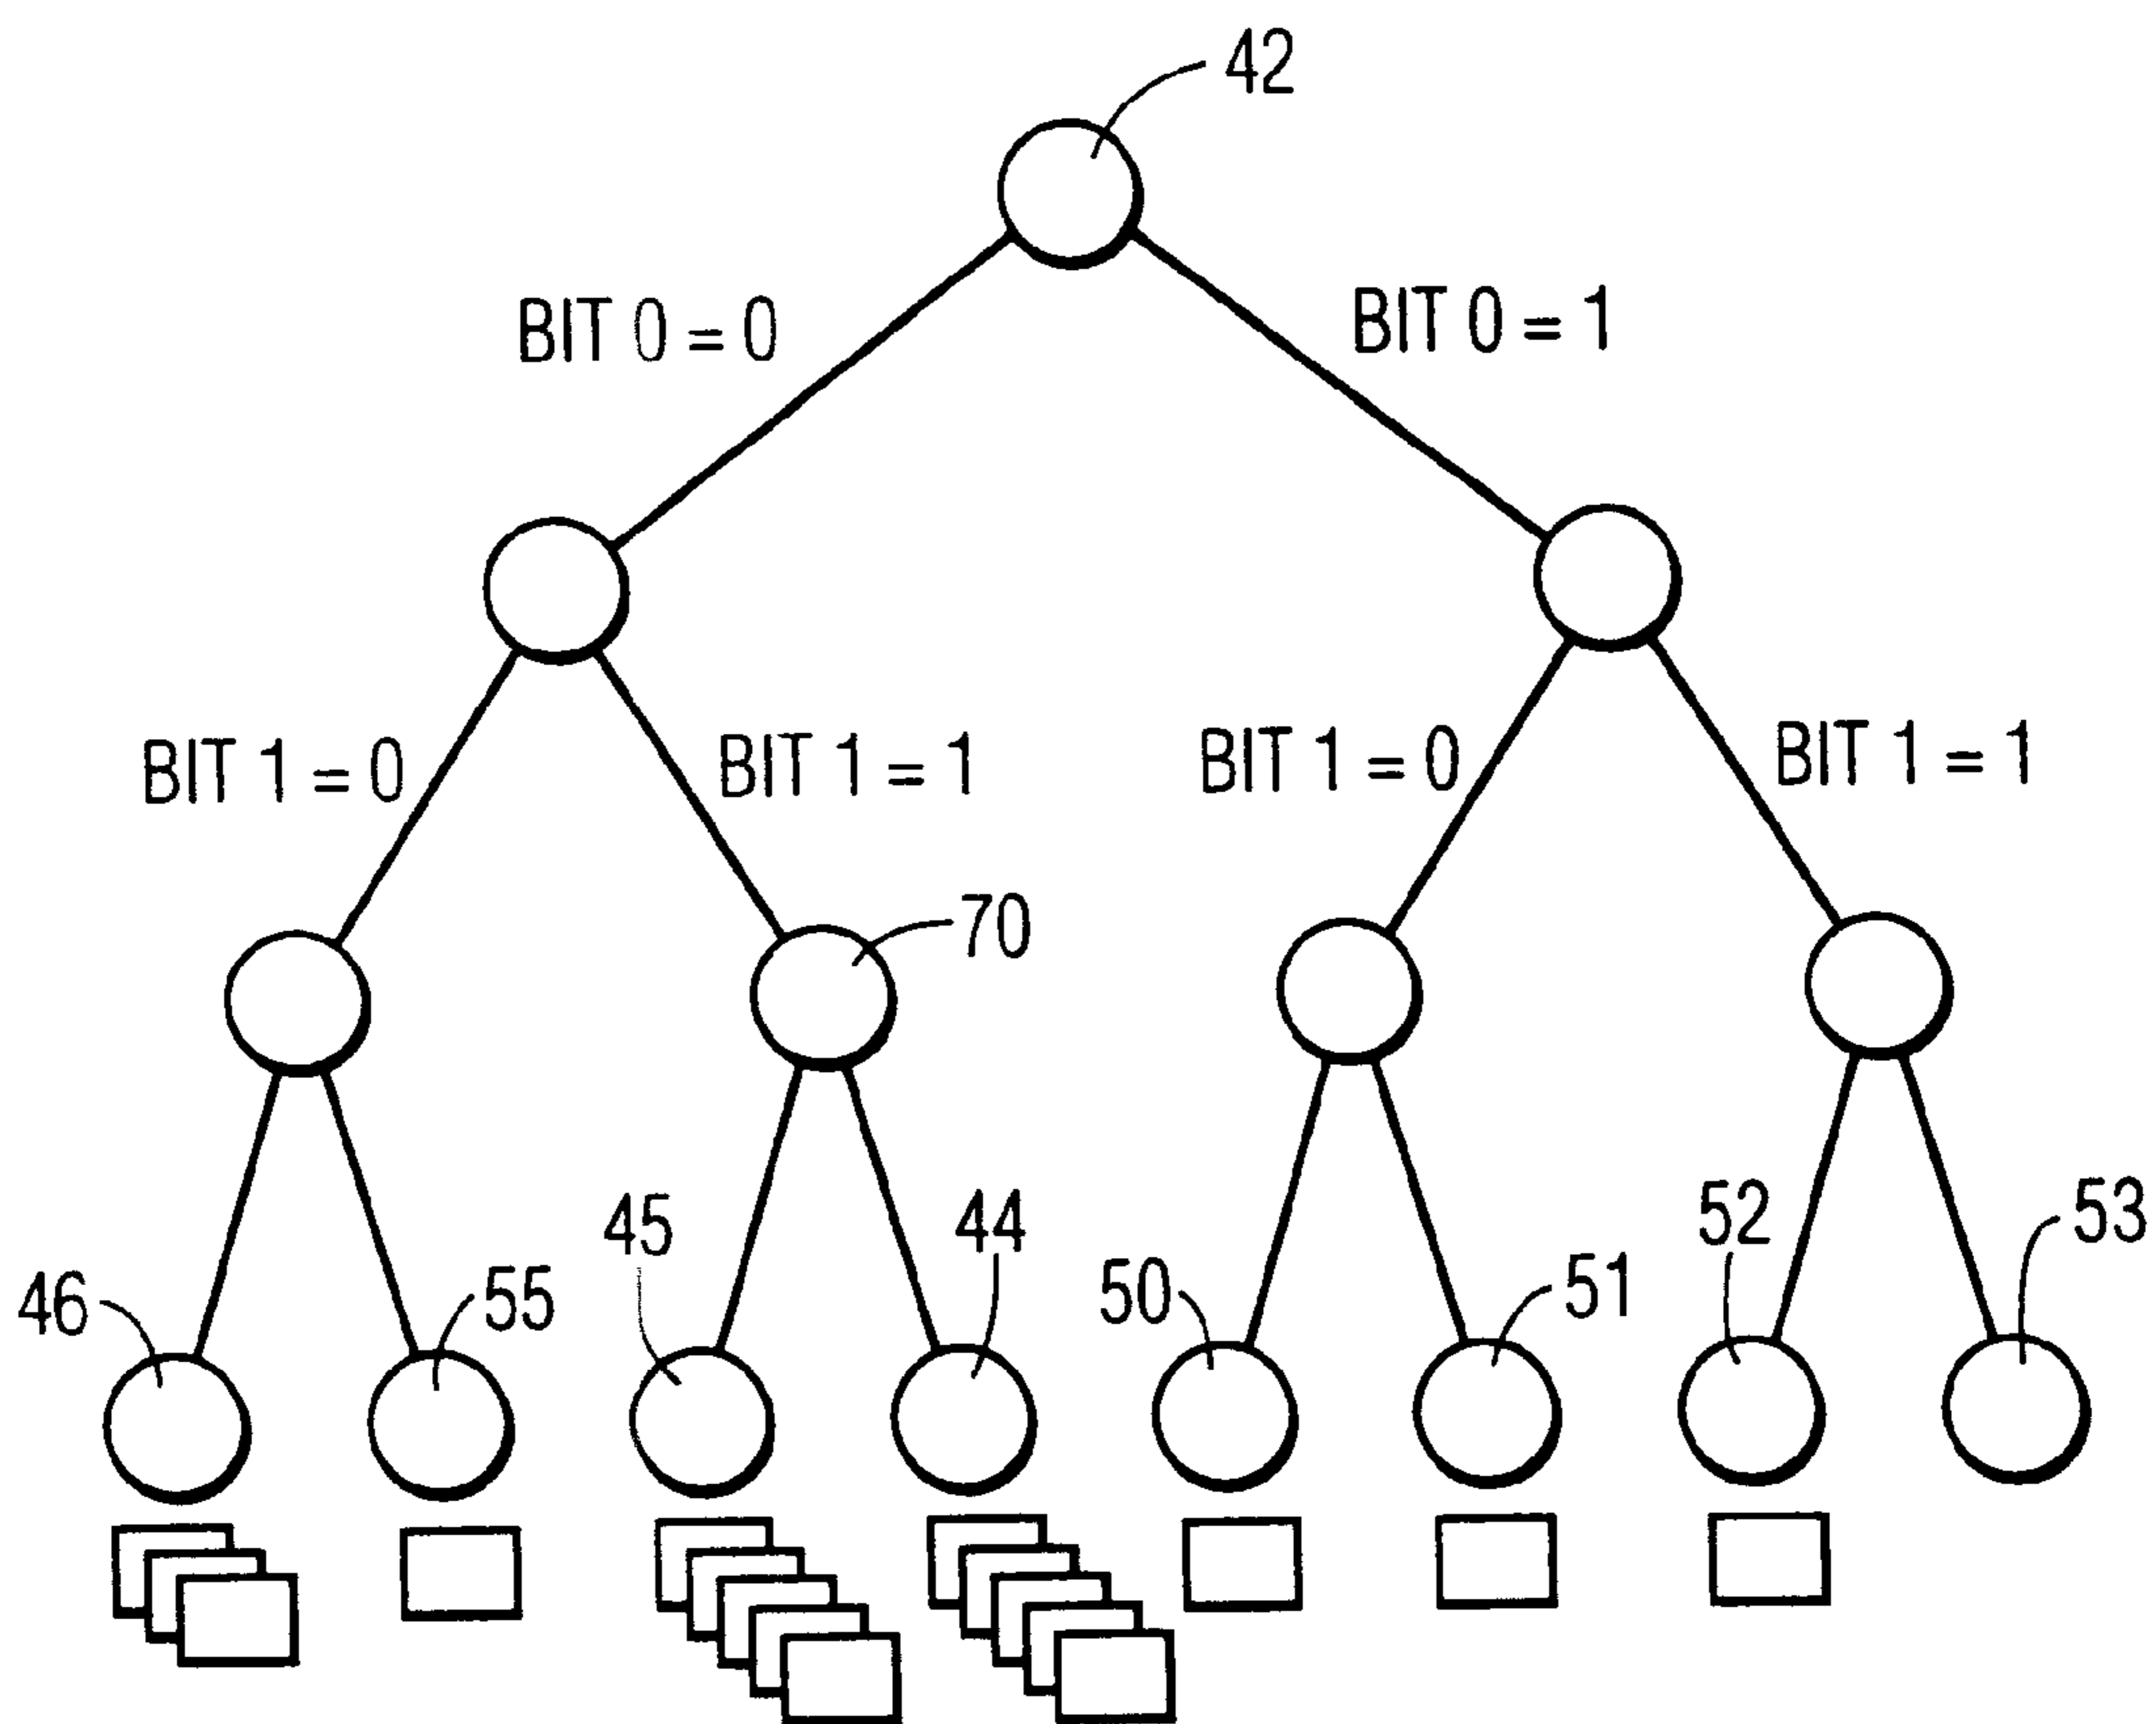 42
BIT 0 = 0
BIT 0 = 1
BIT 1 = 0
BIT 1 = 1
BIT 1 = 0
BIT 1 = 1
70
46
55
45
44
50
51
52
53